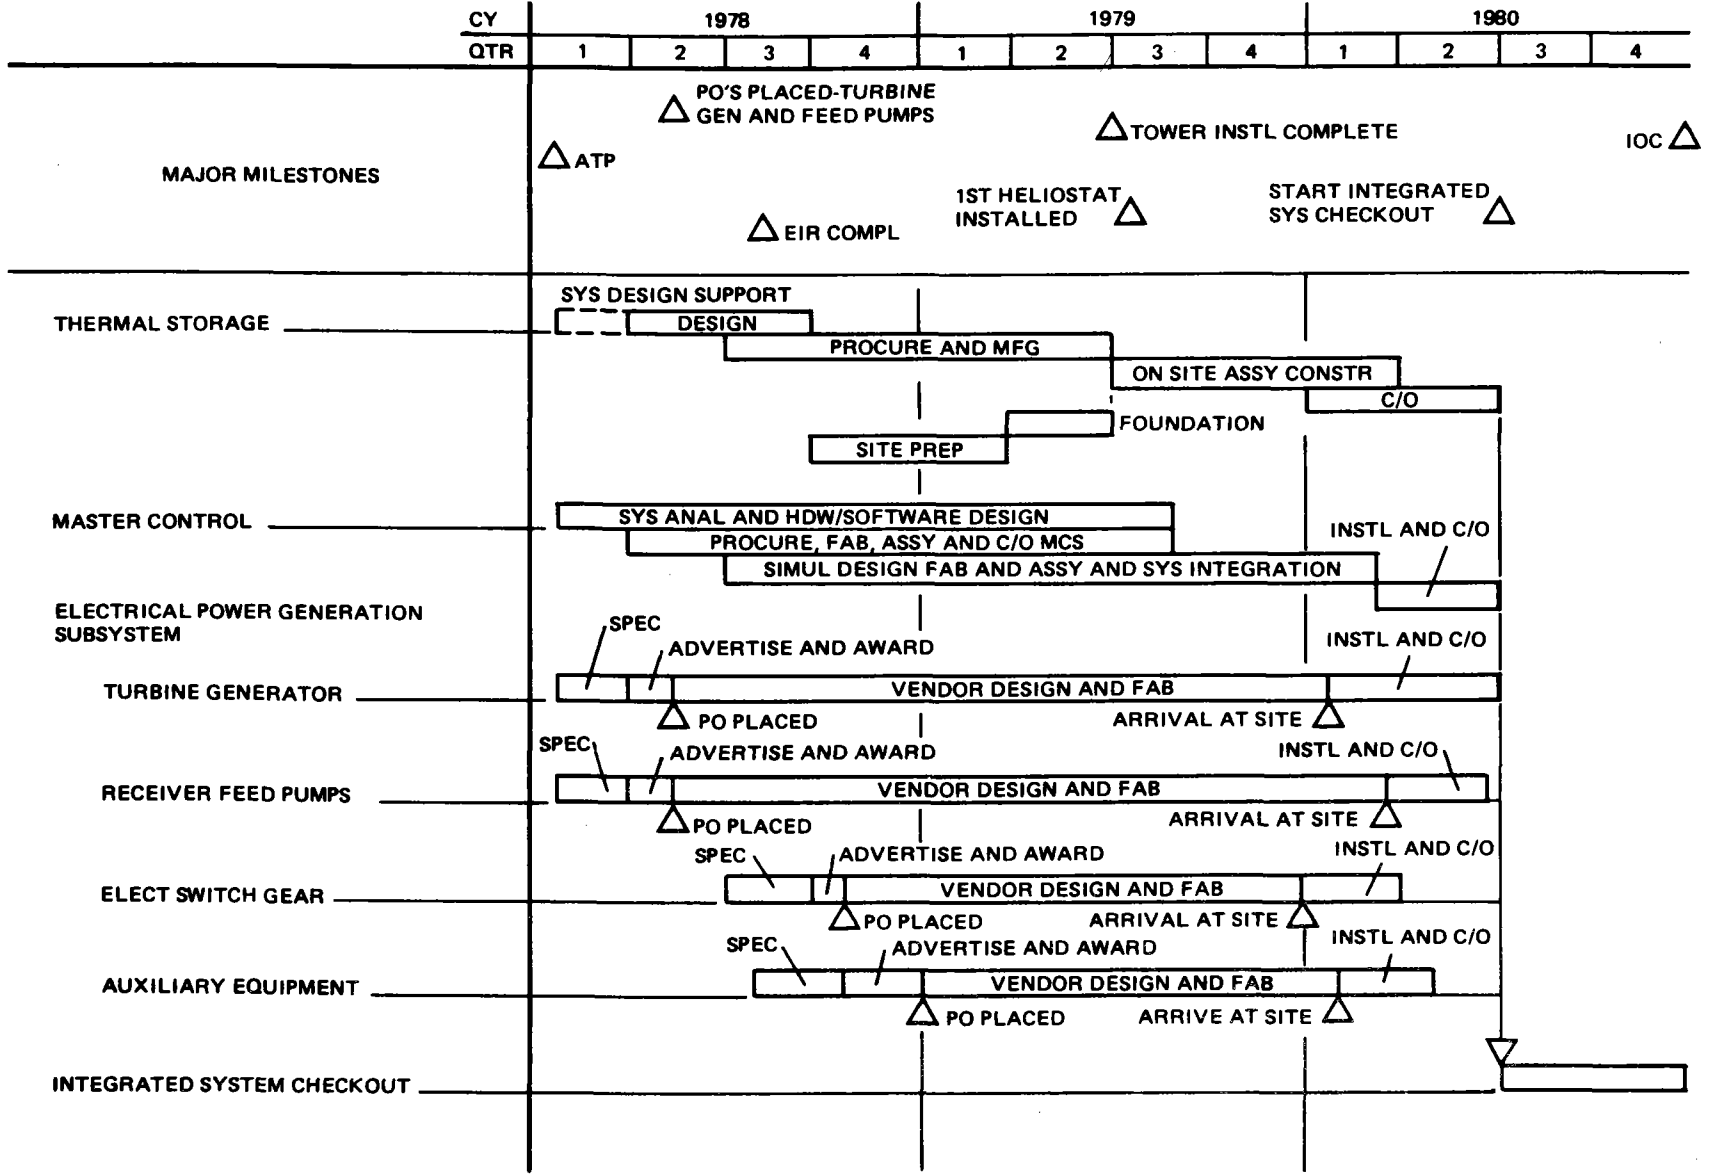 CY 1978 1979 1980
QTR 1 2 3 4 1 2 3 4 1 2 3 4
PO'S PLACED-TURBINE
GEN AND FEED PUMPS
TOWER INSTL COMPLETE
IOC
ATP
MAJOR MILESTONES
1ST HELIOSTAT
INSTALLED
START INTEGRATED
SYS CHECKOUT
EIR COMPL
SYS DESIGN SUPPORT
THERMAL STORAGE
DESIGN
PROCURE AND MFG
ON SITE ASSY CONSTR
C/O
FOUNDATION
SITE PREP
MASTER CONTROL
SYS ANAL AND HDW/SOFTWARE DESIGN
INSTL AND C/O
PROCURE, FAB, ASSY AND C/O MCS
SIMUL DESIGN FAB AND ASSY AND SYS INTEGRATION
ELECTRICAL POWER GENERATION
SUBSYSTEM
SPEC
ADVERTISE AND AWARD
INSTL AND C/O
TURBINE GENERATOR
VENDOR DESIGN AND FAB
PO PLACED
ARRIVAL AT SITE
SPEC
ADVERTISE AND AWARD
INSTL AND C/O
RECEIVER FEED PUMPS
VENDOR DESIGN AND FAB
PO PLACED
ARRIVAL AT SITE
SPEC
ADVERTISE AND AWARD
INSTL AND C/O
ELECT SWITCH GEAR
VENDOR DESIGN AND FAB
PO PLACED
ARRIVAL AT SITE
SPEC
ADVERTISE AND AWARD
INSTL AND C/O
AUXILIARY EQUIPMENT
VENDOR DESIGN AND FAB
PO PLACED
ARRIVE AT SITE
INTEGRATED SYSTEM CHECKOUT